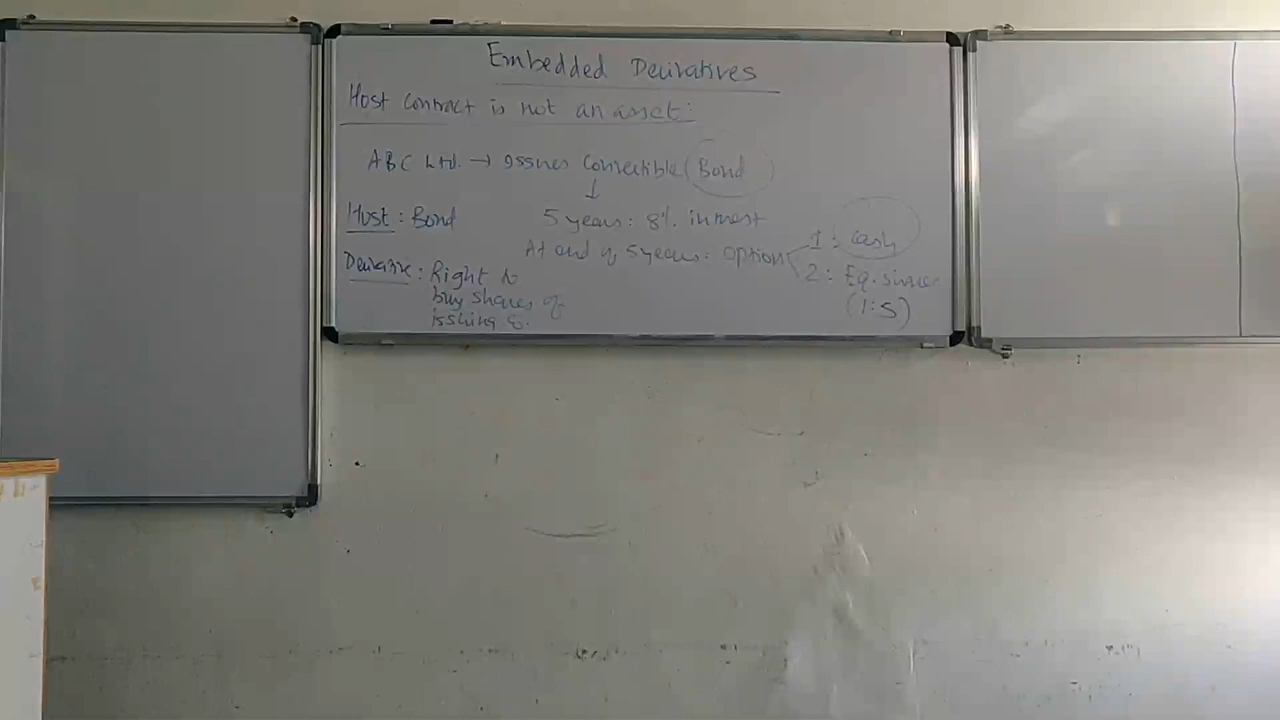 Embedded Derivatives
Host contract is not an asset:
ABC Ltd. → Issues Convertible Bond
↓
Host: Bond
5 years: 8% interest
At end of 5 years: Option
1: Cash
2: Eq. shares
(1:5)
Derivative: Right to
buy shares of
issuing co.